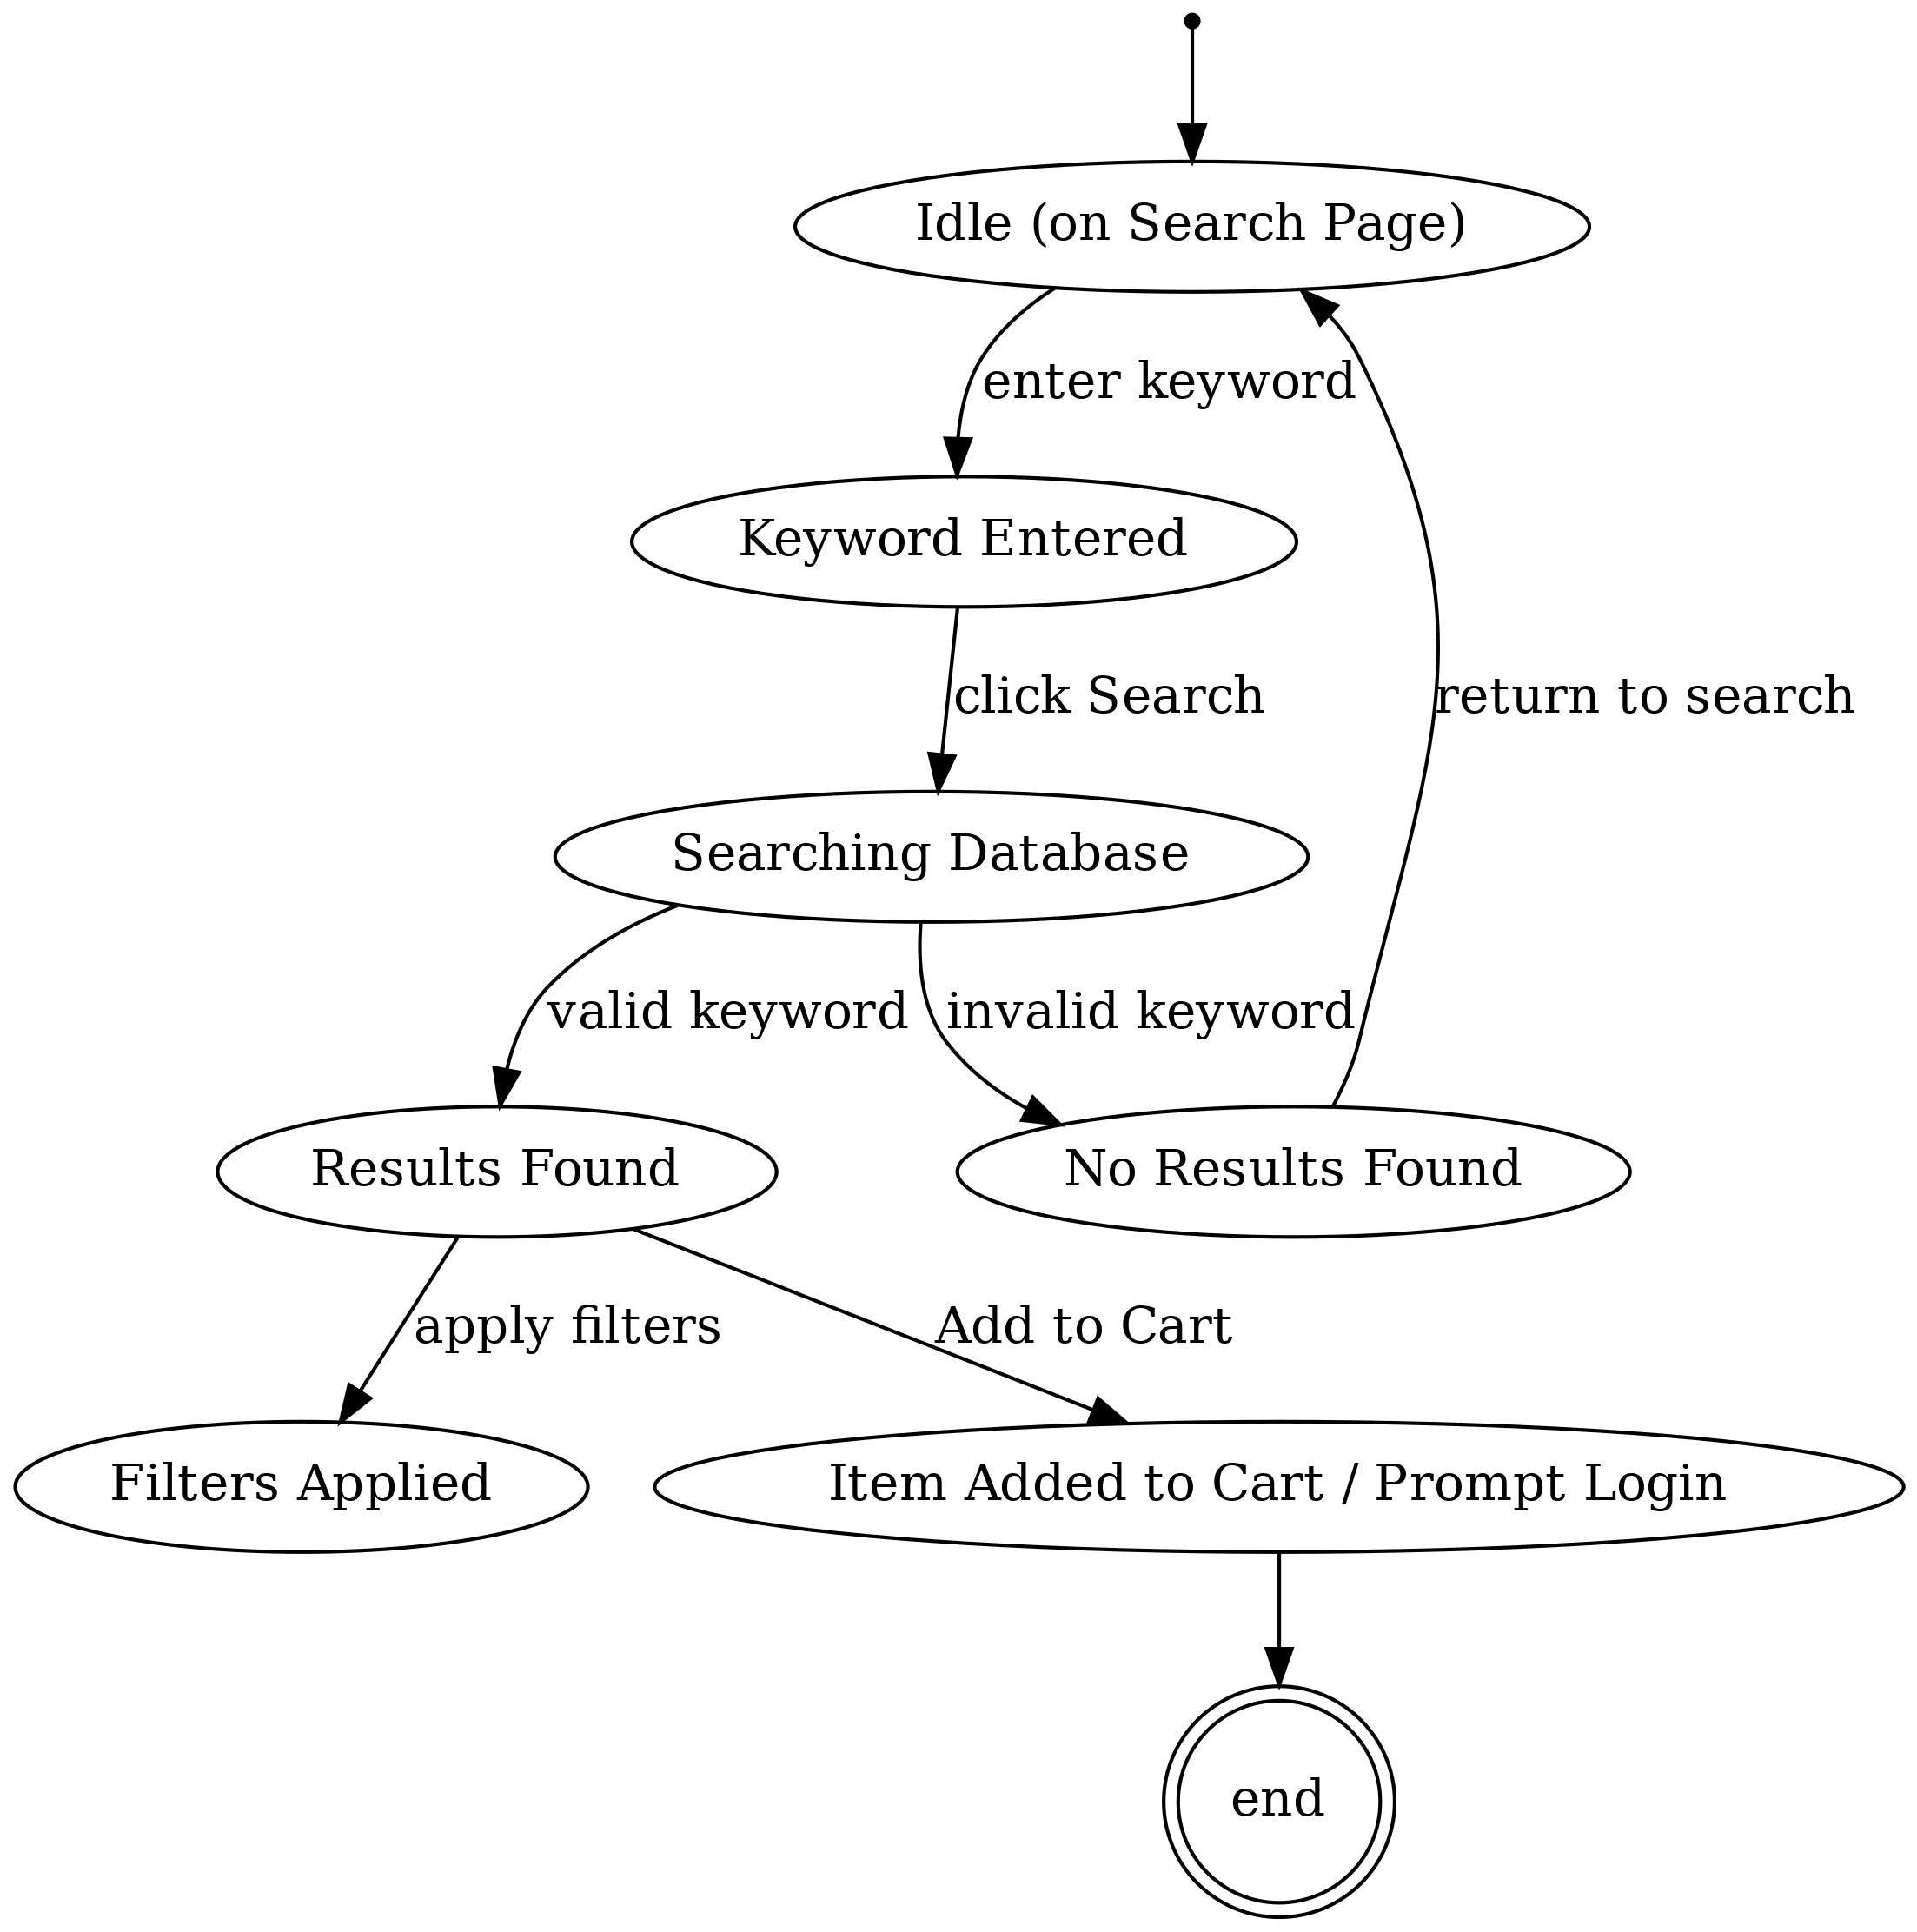 Idle (on Search Page)
enter keyword
Keyword Entered
click Search
return to search
Searching Database
valid keyword
invalid keyword
Results Found
No Results Found
apply filters
Add to Cart
Filters Applied
Item Added to Cart / Prompt Login
end